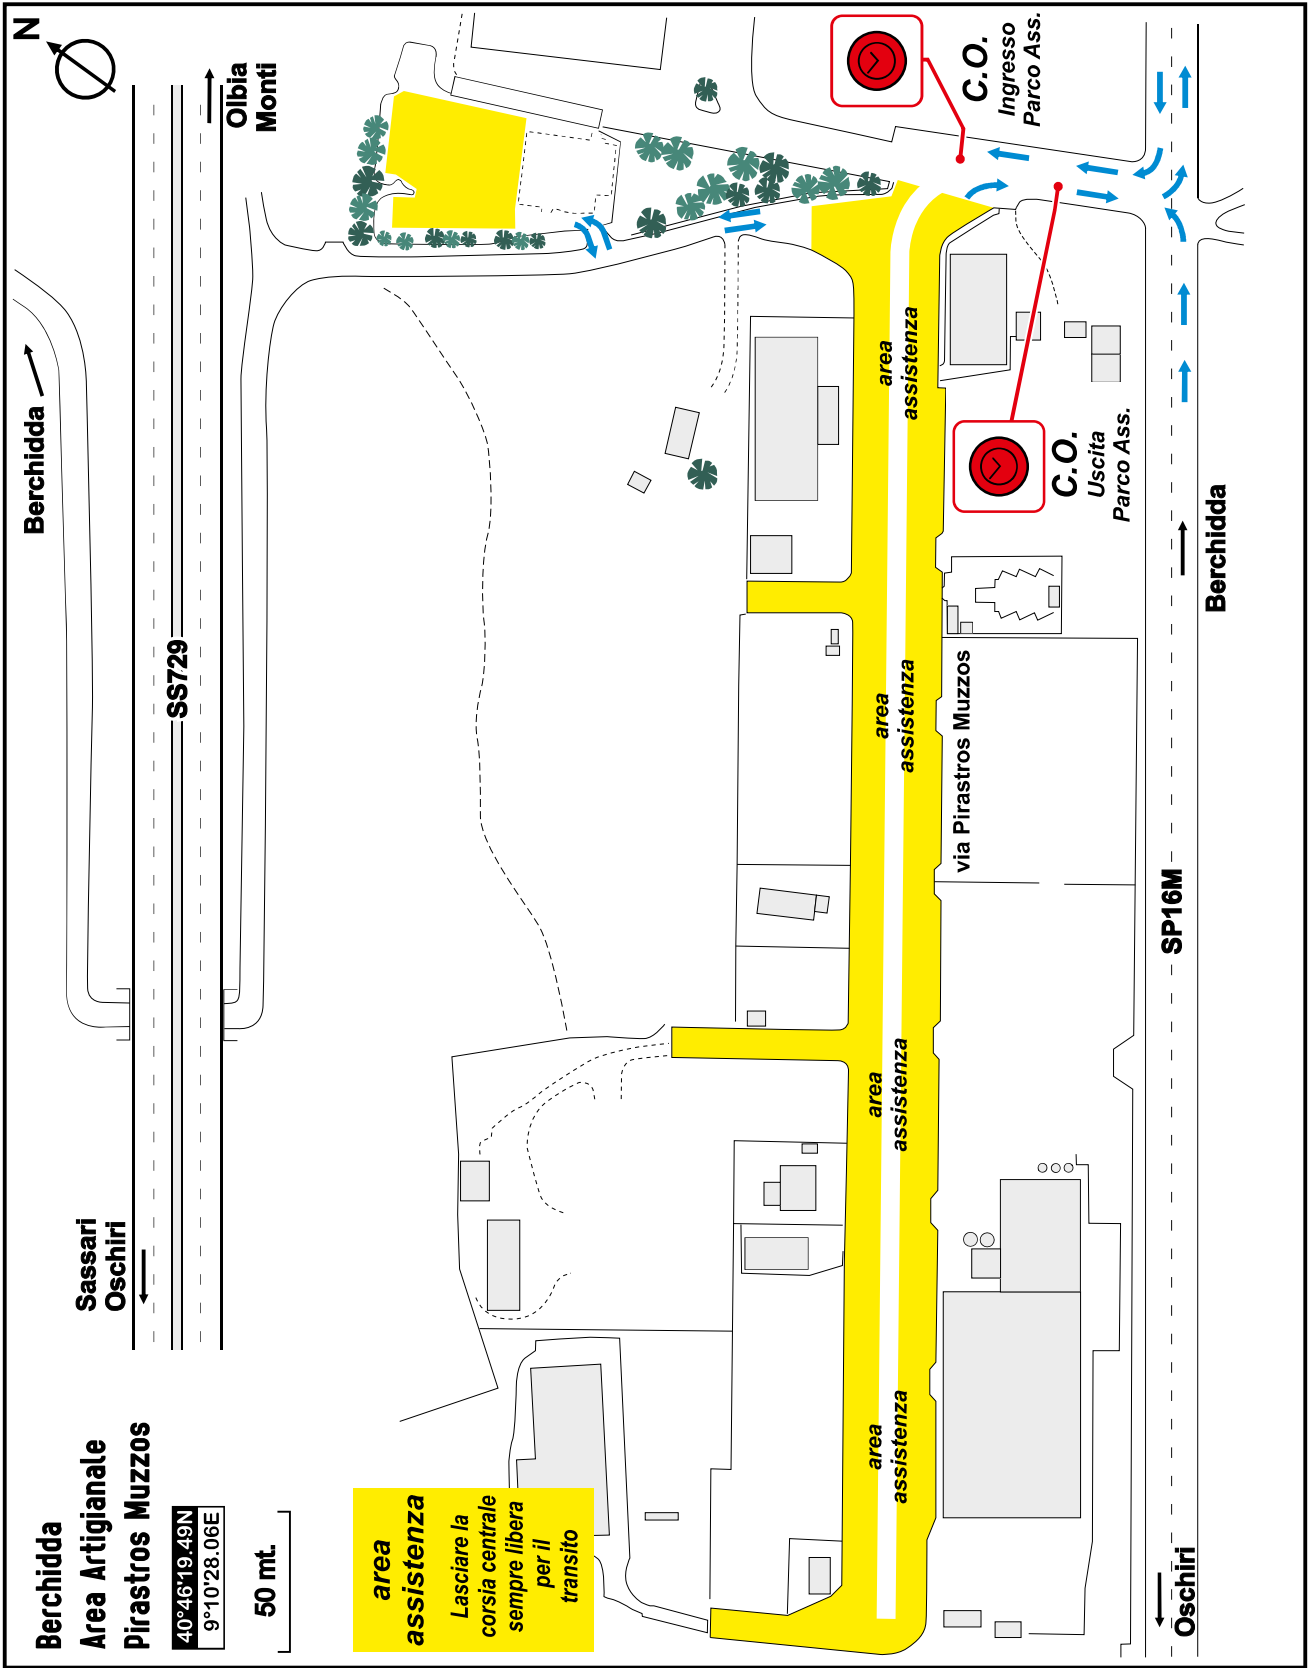 Berchidda
Area Artigianale
Pirastros Muzzos
40°46'19.49N
9°10'28.06E
50 mt.
Sassari
Oschiri
SS729
Berchidda
N
Olbia
Monti
area
assistenza
Lasciare la
corsia centrale
sempre libera
per il
transito
area
assistenza
area
assistenza
area
assistenza
area
assistenza
via Pirastros Muzzos
C.O.
Ingresso
Parco Ass.
C.O.
Uscita
Parco Ass.
Oschiri
SP16M
Berchidda